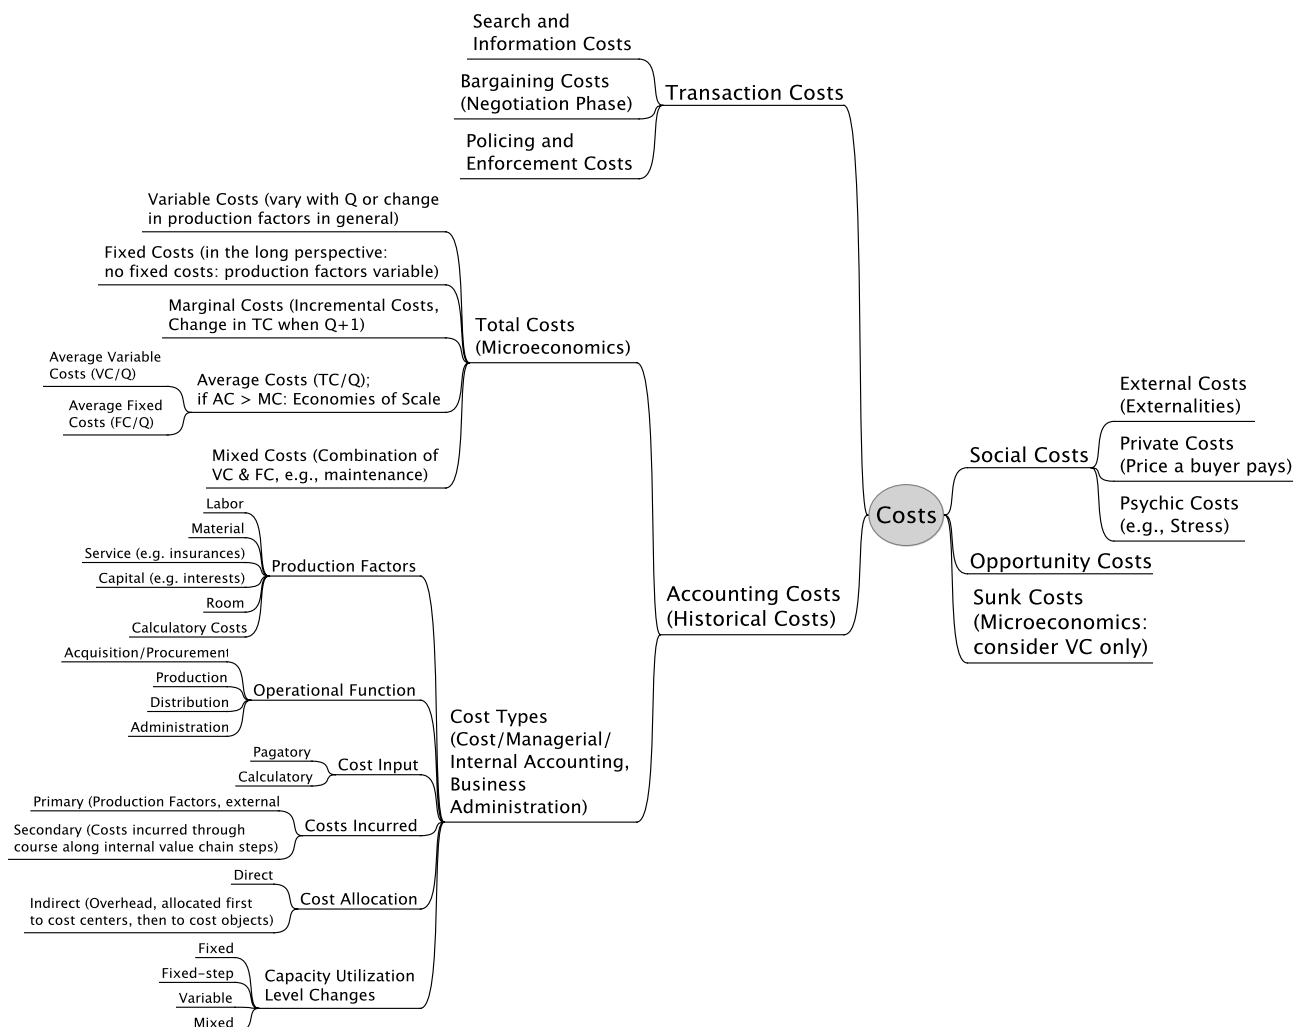 Search and
Information Costs
Bargaining Costs
(Negotiation Phase)
Policing and
Enforcement Costs
Transaction Costs
Variable Costs (vary with Q or change
in production factors in general)
Fixed Costs (in the long perspective:
no fixed costs: production factors variable)
Marginal Costs (Incremental Costs,
Change in TC when Q+1)
Average Variable
Costs (VC/Q)
Average Fixed
Costs (FC/Q)
Average Costs (TC/Q);
if AC > MC: Economies of Scale
Mixed Costs (Combination of
VC & FC, e.g., maintenance)
Total Costs
(Microeconomics)
Labor
Material
Service (e.g. insurances)
Capital (e.g. interests)
Room
Calculatory Costs
Production Factors
Acquisition/Procurement
Production
Distribution
Administration
Operational Function
Pagatory
Calculatory
Cost Input
Primary (Production Factors, external
Secondary (Costs incurred through
course along internal value chain steps)
Costs Incurred
Direct
Indirect (Overhead, allocated first
to cost centers, then to cost objects)
Cost Allocation
Fixed
Fixed-step
Variable
Mixed
Capacity Utilization
Level Changes
Cost Types
(Cost/Managerial/
Internal Accounting,
Business
Administration)
Accounting Costs
(Historical Costs)
Costs
Social Costs
External Costs
(Externalities)
Private Costs
(Price a buyer pays)
Psychic Costs
(e.g., Stress)
Opportunity Costs
Sunk Costs
(Microeconomics:
consider VC only)